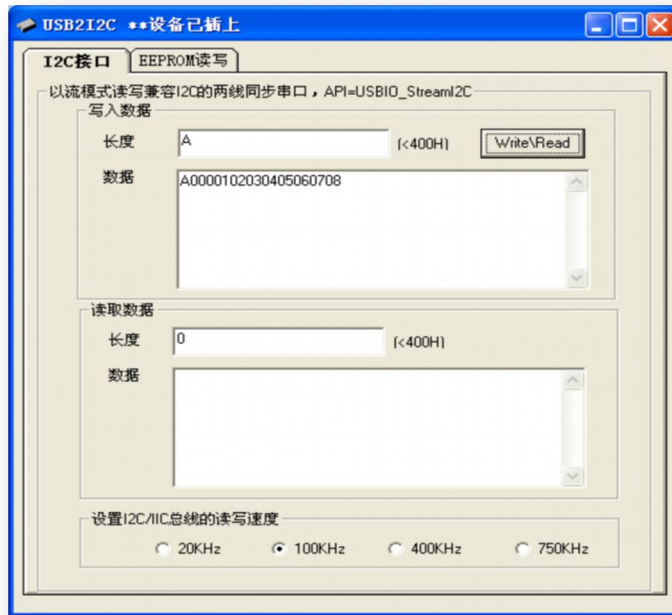 USB2I2C **设备已插上
I2C接口 EEPROM读写
以流模式读写兼容I2C的两线同步串口，API=USBIO_StreamI2C
写入数据
长度 A (<400H) Write\Read
数据 A0000102030405060708
读取数据
长度 0 (<400H)
数据
设置I2C/IIC总线的读写速度
20KHz 100KHz 400KHz 750KHz